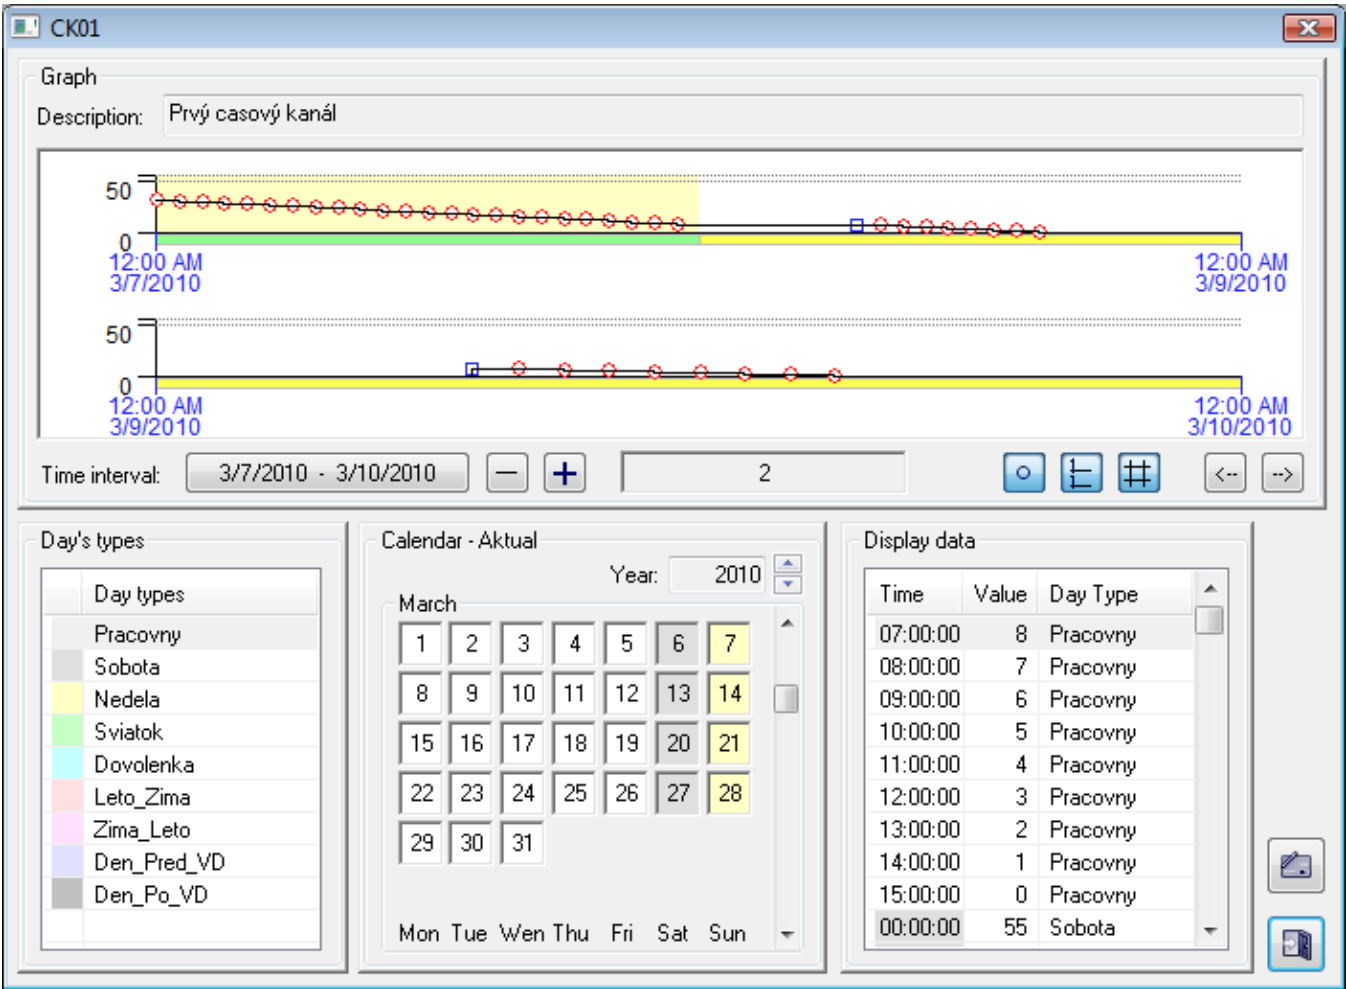 CK01
Graph
Description: Prvý casový kanál
50
0
12:00 AM 12:00 AM
3/7/2010 3/9/2010
50
0
12:00 AM 12:00 AM
3/9/2010 3/10/2010
Time interval: 3/7/2010 - 3/10/2010 − + 2 <-- -->
Day's types
Day types
Pracovny
Sobota
Nedela
Sviatok
Dovolenka
Leto_Zima
Zima_Leto
Den_Pred_VD
Den_Po_VD
Calendar - Aktual
Year: 2010
March
1 2 3 4 5 6 7
8 9 10 11 12 13 14
15 16 17 18 19 20 21
22 23 24 25 26 27 28
29 30 31
Mon Tue Wen Thu Fri Sat Sun
Display data
Time Value Day Type
07:00:00 8 Pracovny
08:00:00 7 Pracovny
09:00:00 6 Pracovny
10:00:00 5 Pracovny
11:00:00 4 Pracovny
12:00:00 3 Pracovny
13:00:00 2 Pracovny
14:00:00 1 Pracovny
15:00:00 0 Pracovny
00:00:00 55 Sobota